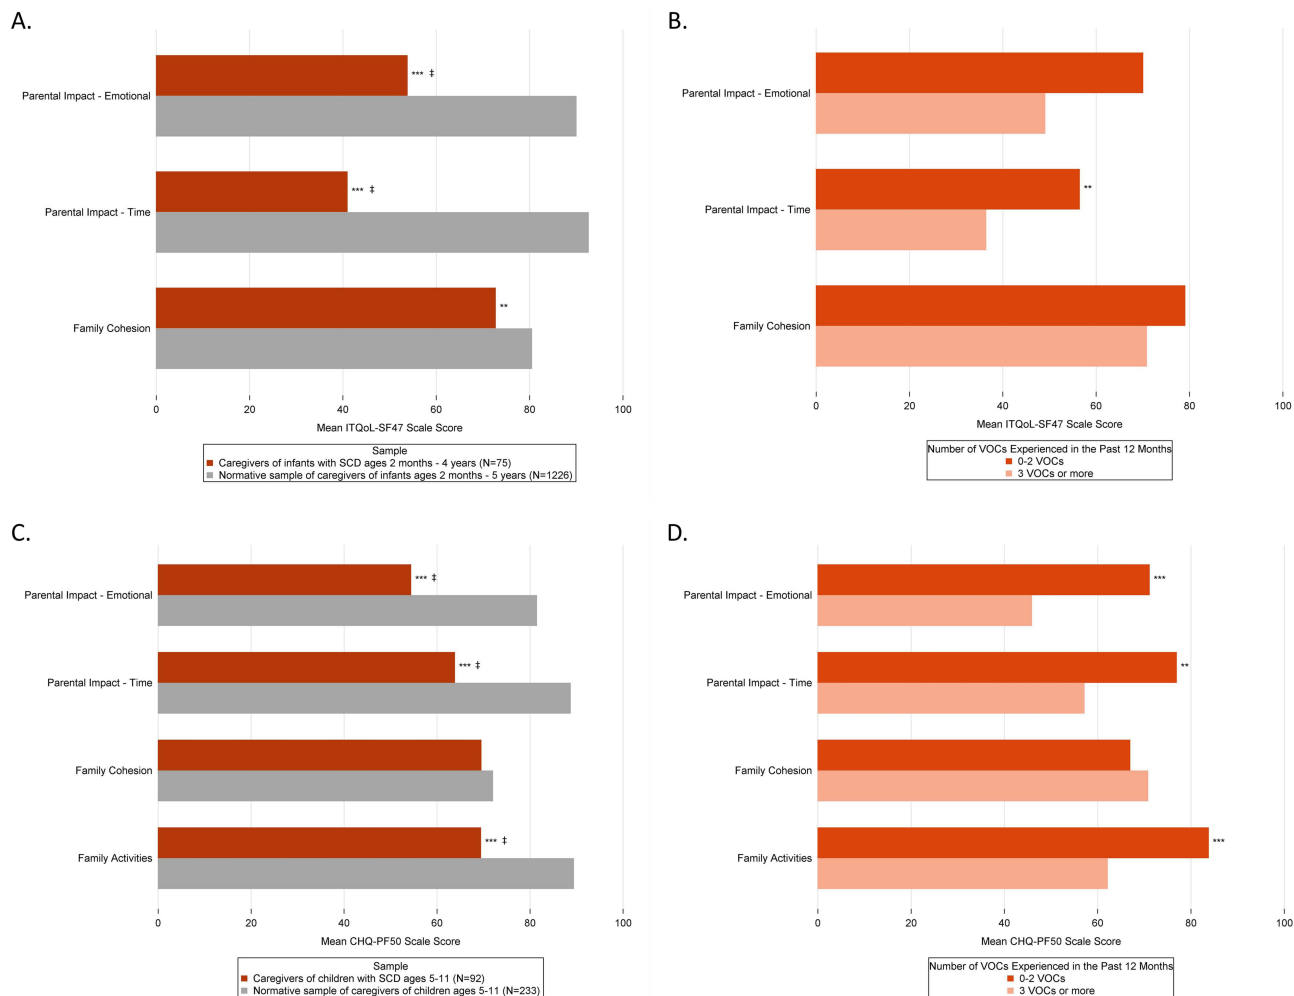 A.
Parental Impact - Emotional
*** ‡
Parental Impact - Time
*** ‡
Family Cohesion
**
0 20 40 60 80 100
Mean ITQoL-SF47 Scale Score
Sample
Caregivers of infants with SCD ages 2 months - 4 years (N=75)
Normative sample of caregivers of infants ages 2 months - 5 years (N=1226)
B.
Parental Impact - Emotional
Parental Impact - Time
**
Family Cohesion
0 20 40 60 80 100
Mean ITQoL-SF47 Scale Score
Number of VOCs Experienced in the Past 12 Months
0-2 VOCs
3 VOCs or more
C.
Parental Impact - Emotional
*** ‡
Parental Impact - Time
*** ‡
Family Cohesion
Family Activities
*** ‡
0 20 40 60 80 100
Mean CHQ-PF50 Scale Score
Sample
Caregivers of children with SCD ages 5-11 (N=92)
Normative sample of caregivers of children ages 5-11 (N=233)
D.
Parental Impact - Emotional
***
Parental Impact - Time
**
Family Cohesion
Family Activities
***
0 20 40 60 80 100
Mean CHQ-PF50 Scale Score
Number of VOCs Experienced in the Past 12 Months
0-2 VOCs
3 VOCs or more